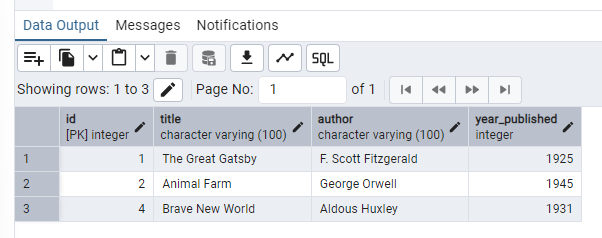 Data Output Messages Notifications
SQL
Showing rows: 1 to 3 Page No: 1 of 1
id title author year_published
[PK] integer character varying (100) character varying (100) integer
1 1 The Great Gatsby F. Scott Fitzgerald 1925
2 2 Animal Farm George Orwell 1945
3 4 Brave New World Aldous Huxley 1931